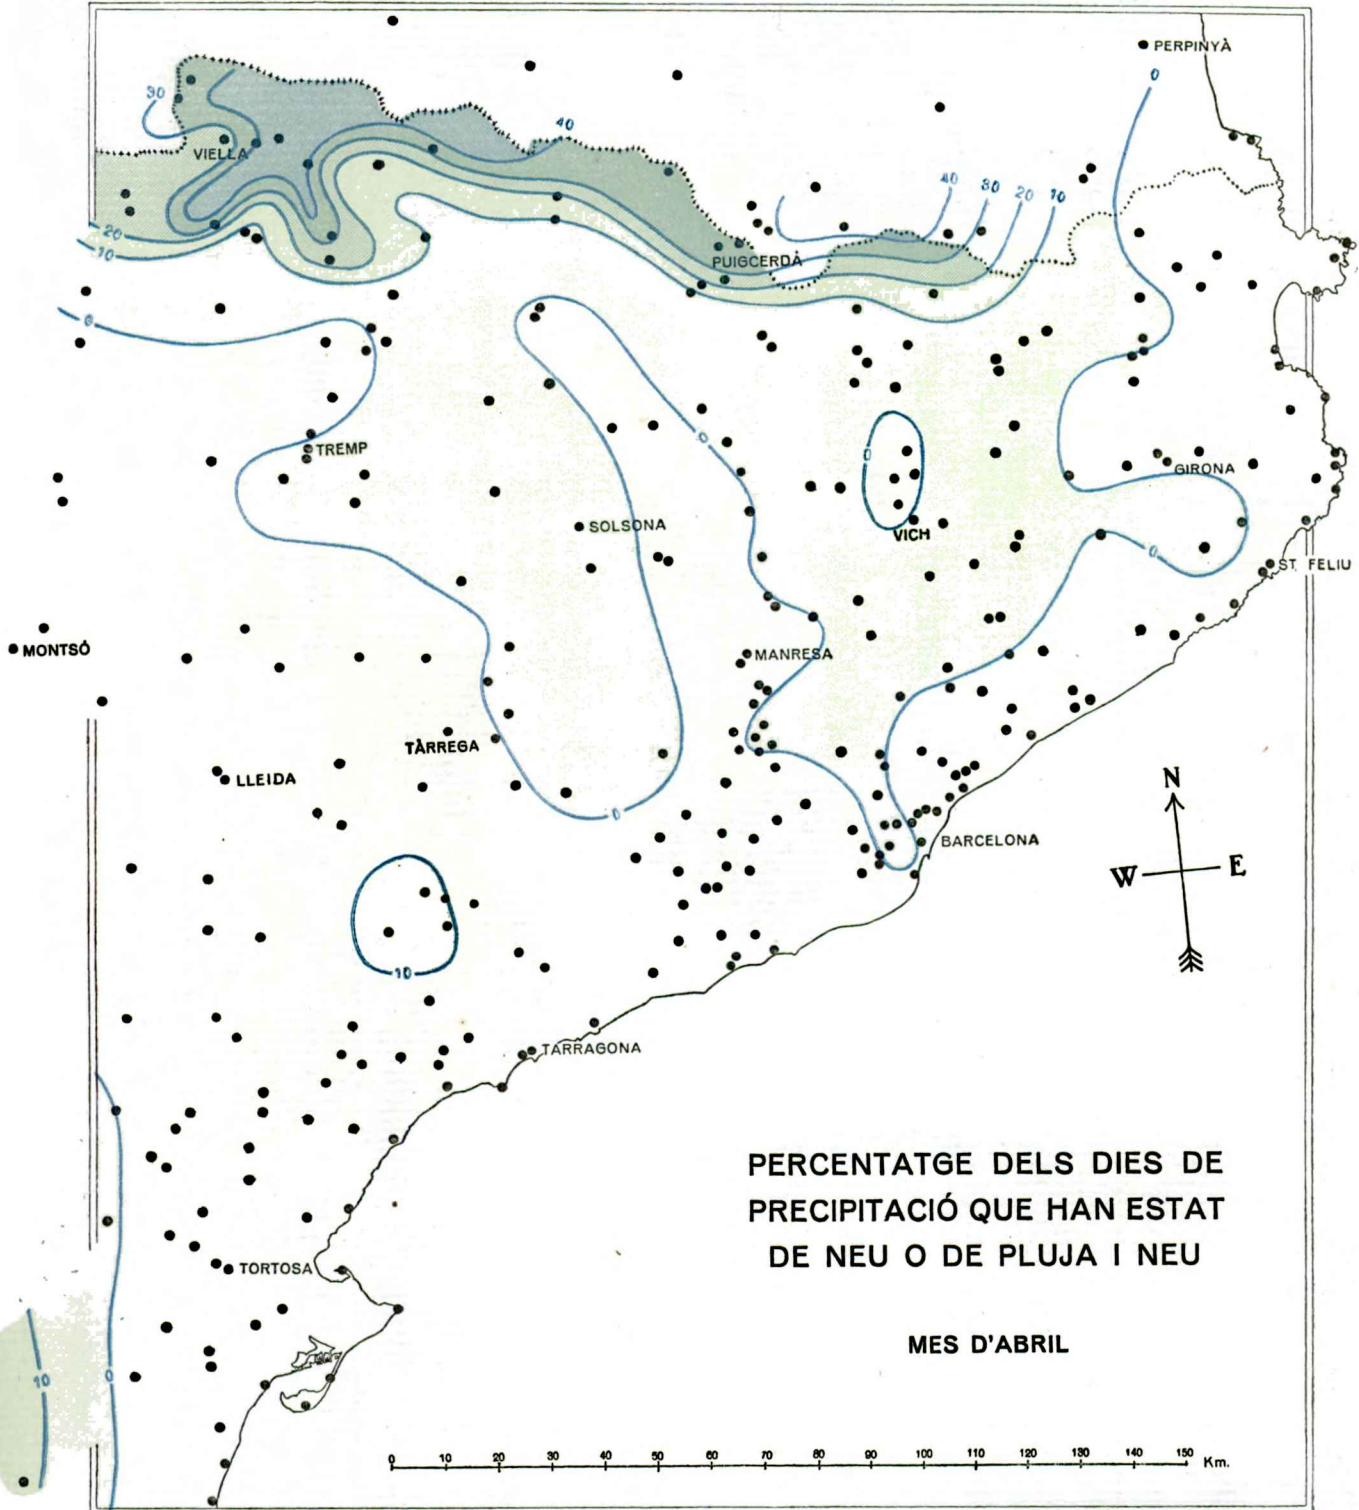 PERPINYÀ
0
30
40
VIELLA
40
30
20
10
20
10
PUIGCERDÀ
0
TREMP
0
0
GIRONA
SOLSONA
VICH
0
ST. FELIU
MONTSÓ
MANRESA
TÀRREGA
LLEIDA
0
N
W
E
BARCELONA
10
TARRAGONA
PERCENTATGE DELS DIES DE
PRECIPITACIÓ QUE HAN ESTAT
DE NEU O DE PLUJA I NEU
TORTOSA
MES D'ABRIL
10
0
0 10 20 30 40 50 60 70 80 90 100 110 120 130 140 150 Km.